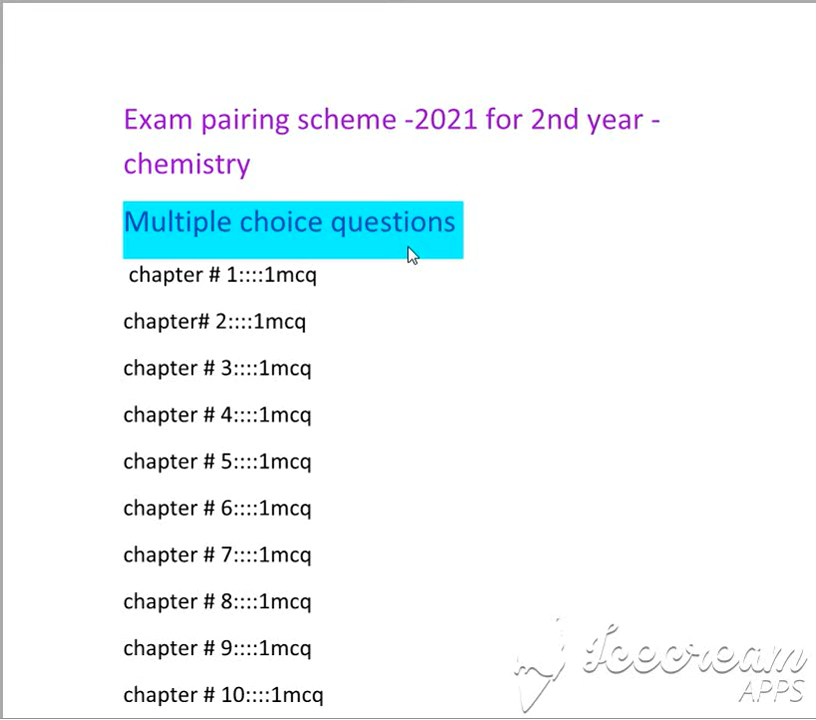 Exam pairing scheme -2021 for 2nd year -
chemistry
Multiple choice questions
chapter # 1::::1mcq
chapter# 2::::1mcq
chapter # 3::::1mcq
chapter # 4::::1mcq
chapter # 5::::1mcq
chapter # 6::::1mcq
chapter # 7::::1mcq
chapter # 8::::1mcq
chapter # 9::::1mcq
chapter # 10::::1mcq
Icecream
APPS